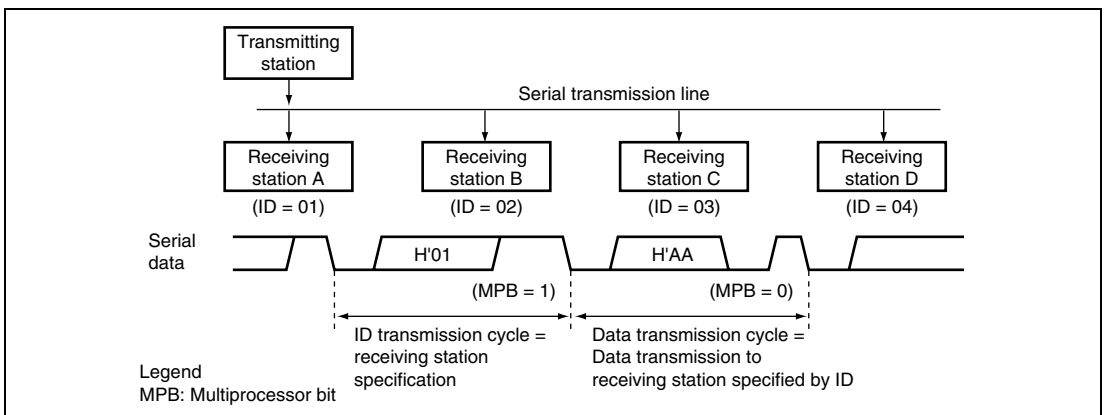 Transmitting
station
Serial transmission line
Receiving
station A
Receiving
station B
Receiving
station C
Receiving
station D
(ID = 01)
(ID = 02)
(ID = 03)
(ID = 04)
Serial
data
H'01
H'AA
(MPB = 1)
(MPB = 0)
ID transmission cycle =
receiving station
specification
Data transmission cycle =
Data transmission to
receiving station specified by ID
Legend
MPB: Multiprocessor bit